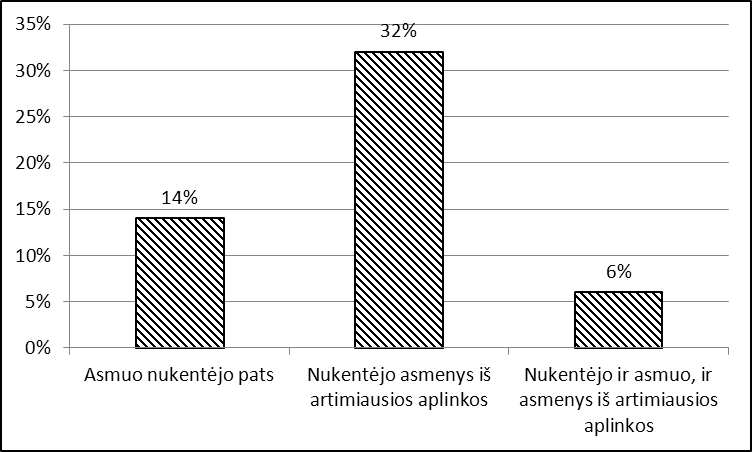 35%
30%
25%
20%
15%
10%
5%
0%
14%
32%
6%
Asmuo nukentėjo pats
Nukentėjo asmenys iš
artimiausios aplinkos
Nukentėjo ir asmuo, ir
asmenys iš artimiausios
aplinkos